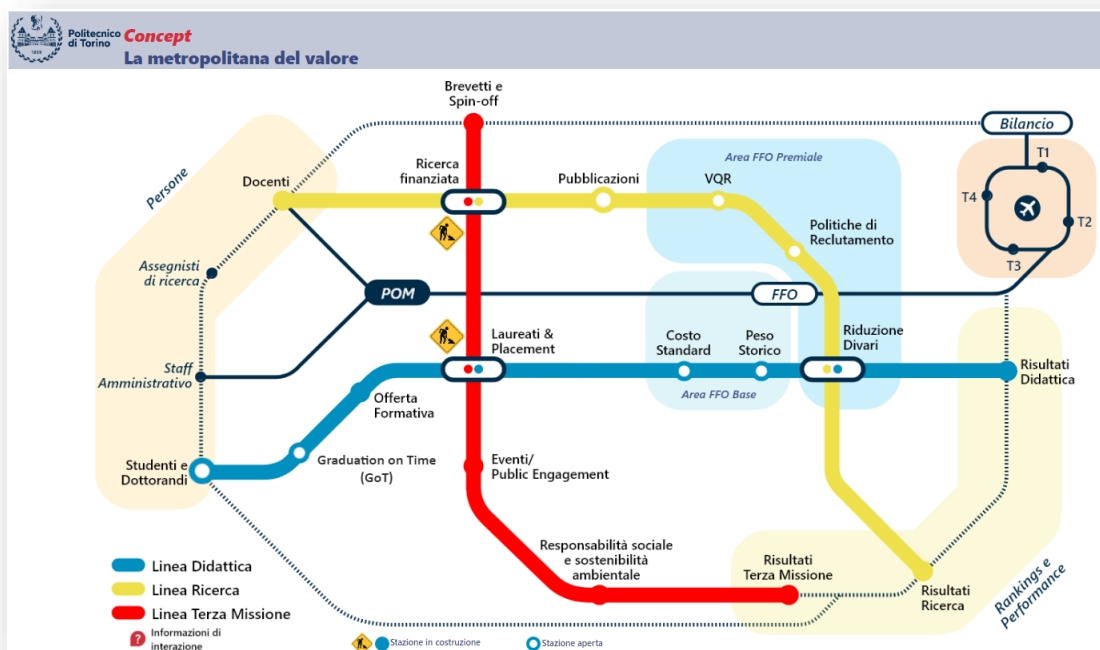 Politecnico
di Torino
1859
Concept
La metropolitana del valore
Brevetti e
Spin-off
Bilancio
T1
T2
T3
T4
Persone
Docenti
Ricerca
finanziata
Pubblicazioni
Area FFO Premiale
VQR
Politiche di
Reclutamento
Assegnisti
di ricerca
POM
FFO
Staff
Amministrativo
Laureati &
Placement
Costo
Standard
Peso
Storico
Riduzione
Divari
Risultati
Didattica
Area FFO Base
Offerta
Formativa
Studenti e
Dottorandi
Graduation on Time
(GoT)
Eventi/
Public Engagement
Responsabilità sociale
e sostenibilità
ambientale
Risultati
Terza Missione
Risultati
Ricerca
Rankings e
Performance
Linea Didattica
Linea Ricerca
Linea Terza Missione
?
Informazioni di
interazione
Stazione in costruzione
Stazione aperta